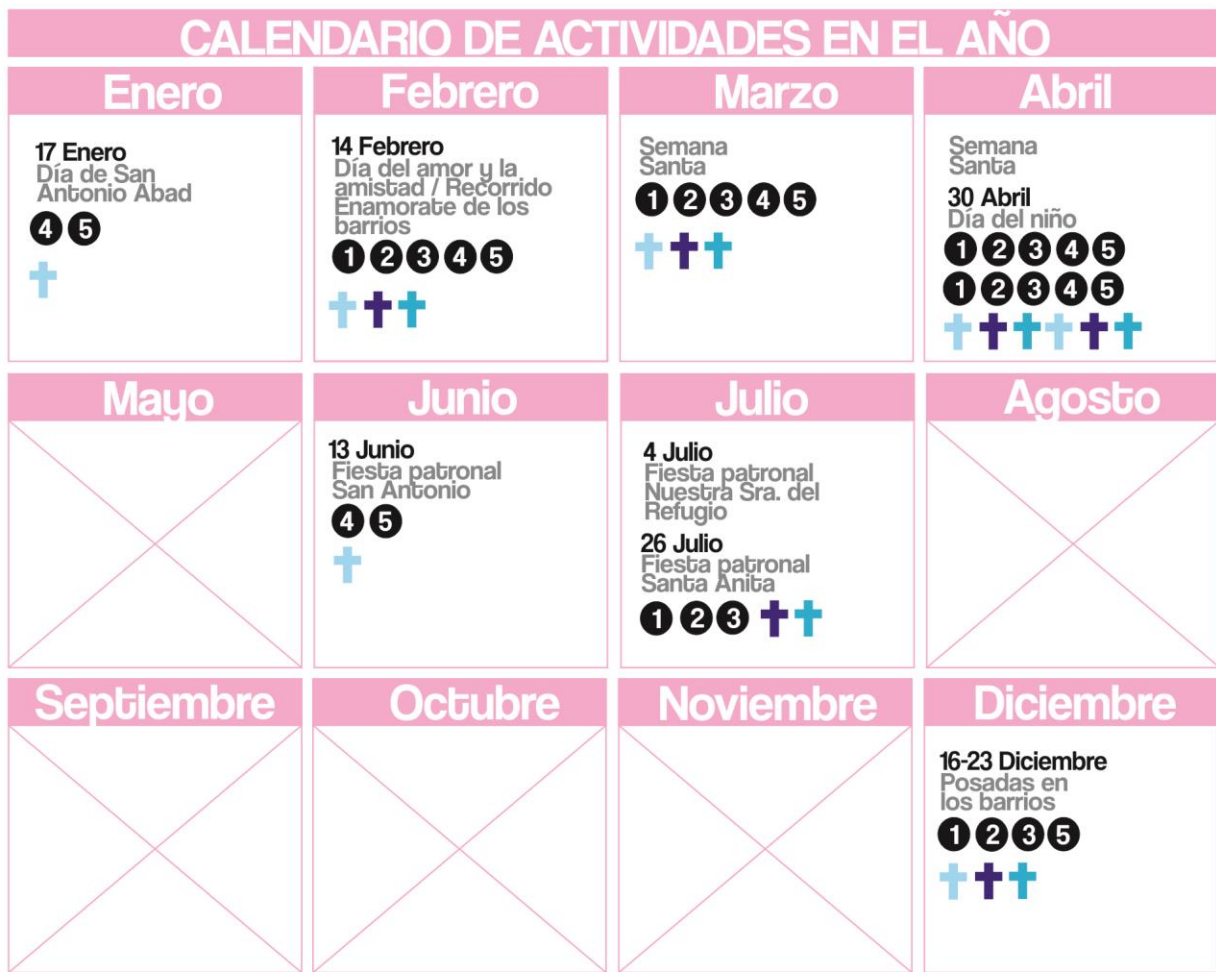 CALENDARIO DE ACTIVIDADES EN EL AÑO
Enero
17 Enero
Día de San
Antonio Abad
4 5
Febrero
14 Febrero
Día del amor y la
amistad / Recorrido
Enamorate de los
barrios
1 2 3 4 5
Marzo
Semana
Santa
1 2 3 4 5
Abril
Semana
Santa
30 Abril
Día del niño
1 2 3 4 5
1 2 3 4 5
Mayo
Junio
13 Junio
Fiesta patronal
San Antonio
4 5
Julio
4 Julio
Fiesta patronal
Nuestra Sra. del
Refugio
26 Julio
Fiesta patronal
Santa Anita
1 2 3
Agosto
Septiembre
Octubre
Noviembre
Diciembre
16-23 Diciembre
Posadas en
los barrios
1 2 3 5